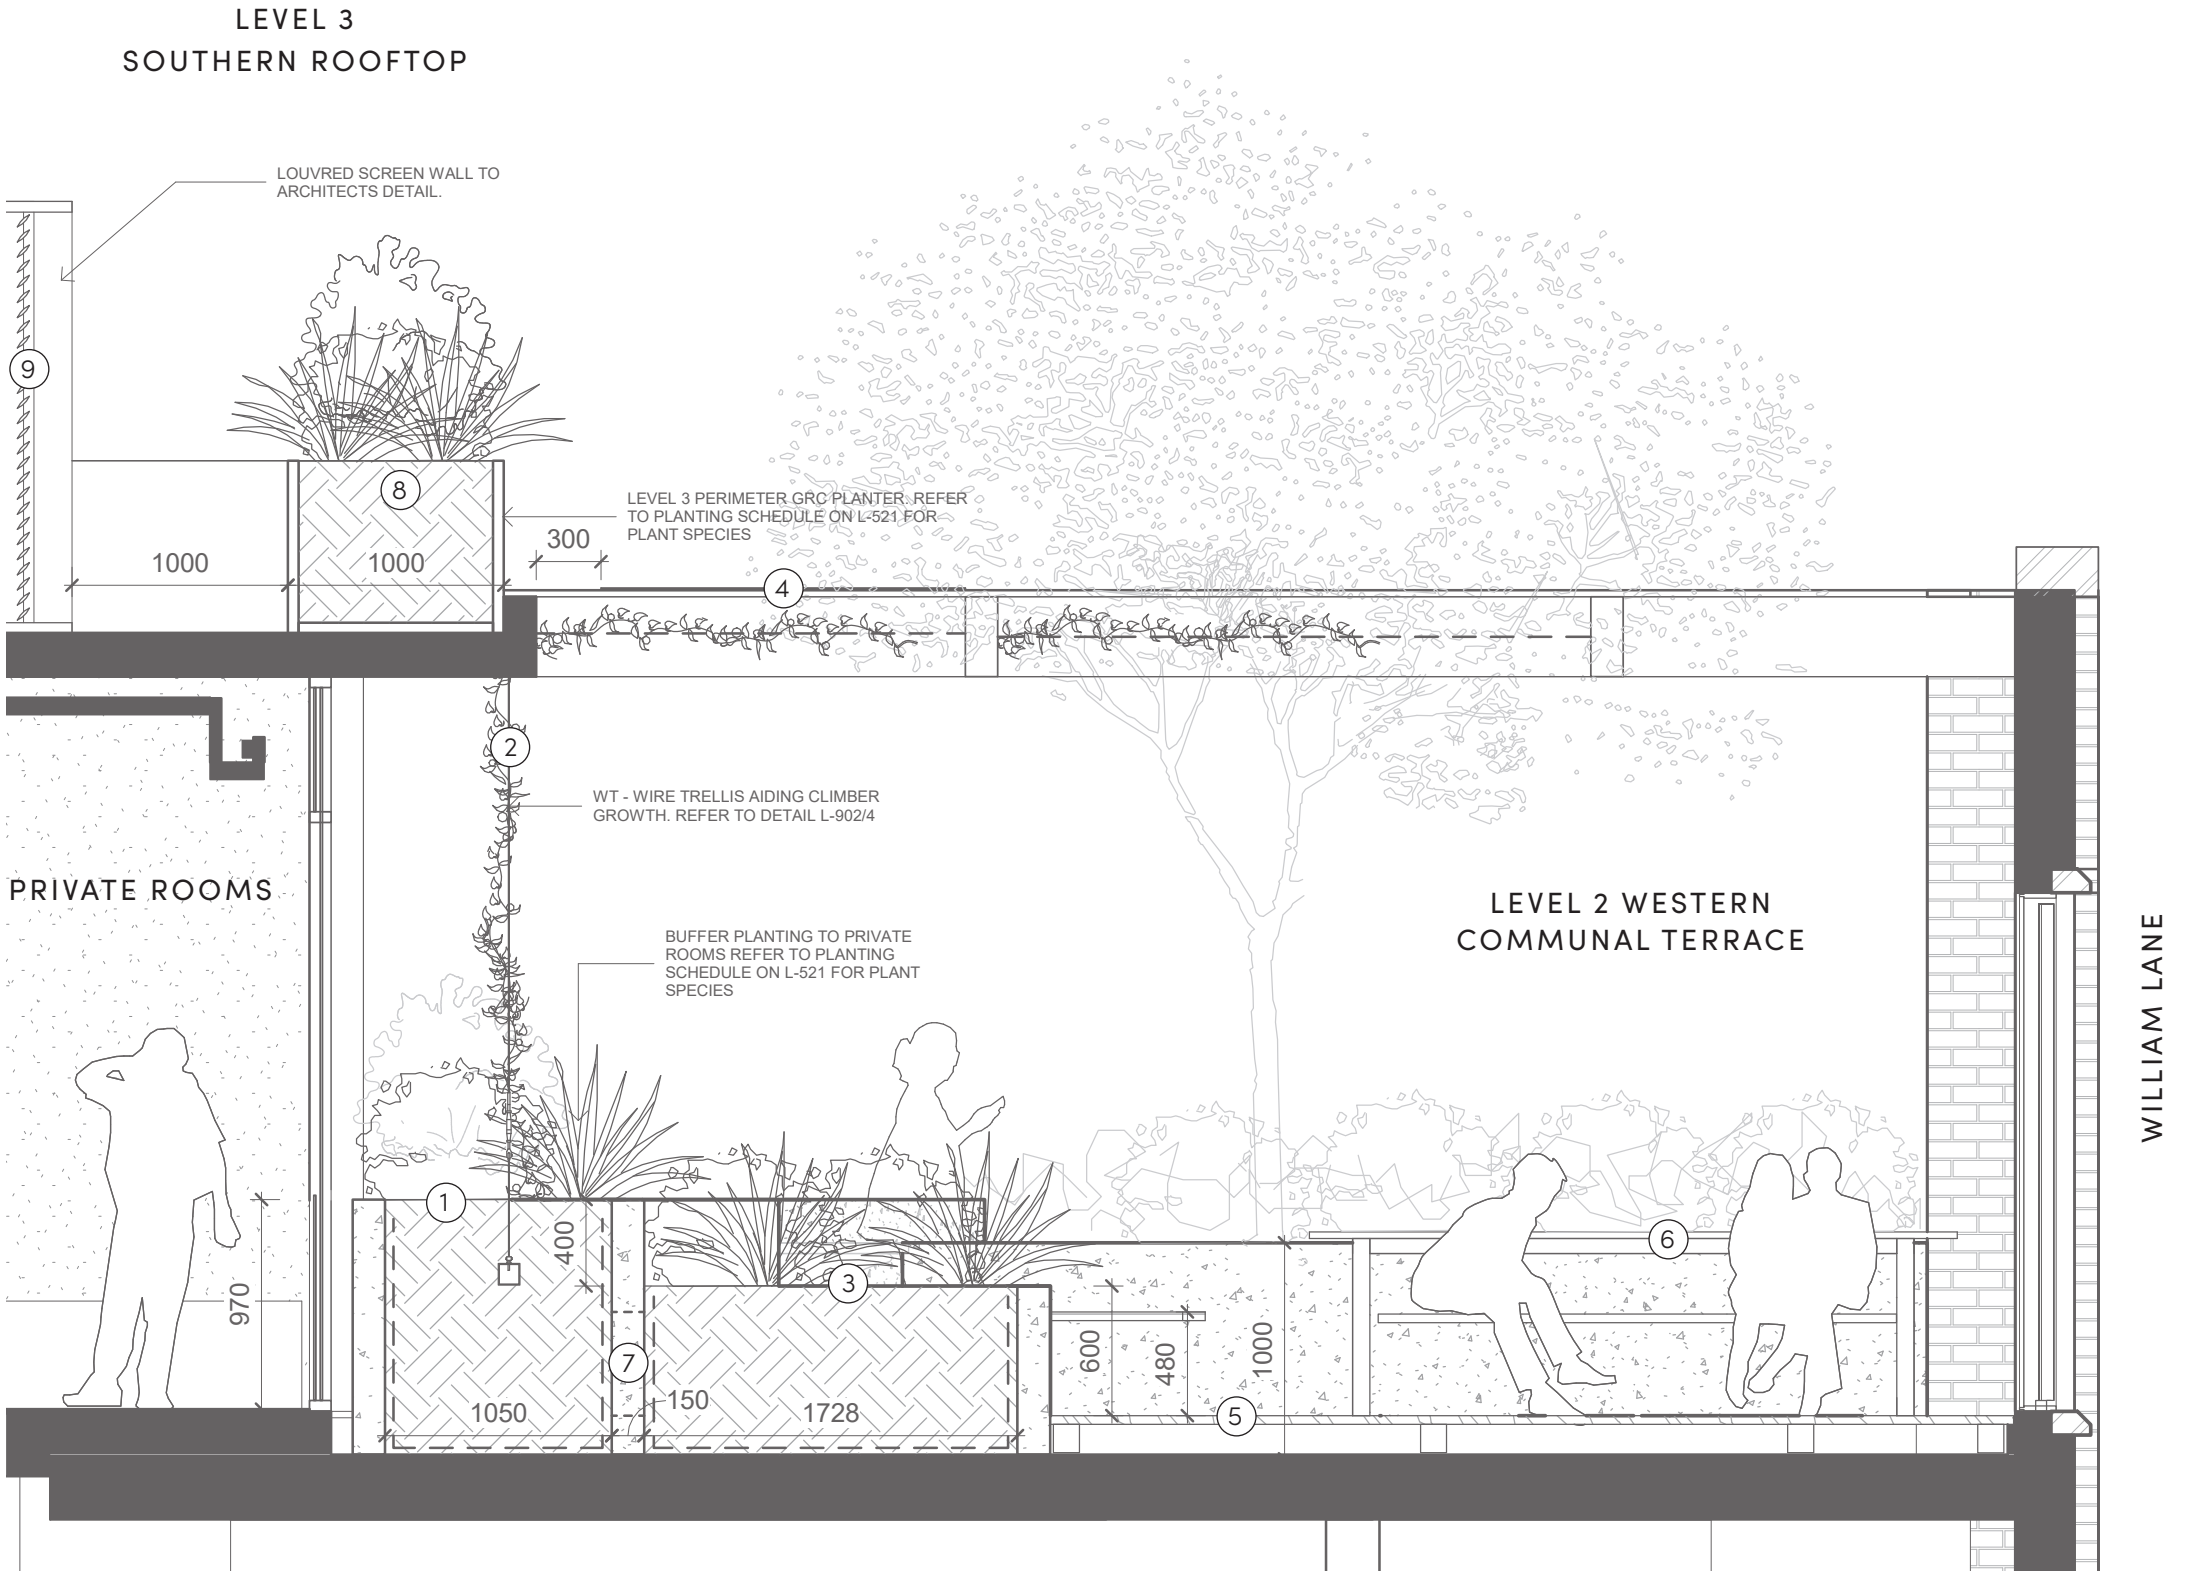 LEVEL 3
SOUTHERN ROOFTOP
LOUVRED SCREEN WALL TO
ARCHITECTS DETAIL.
9
8
LEVEL 3 PERIMETER GRC PLANTER. REFER
TO PLANTING SCHEDULE ON L-521 FOR
PLANT SPECIES
300
1000
1000
4
2
WT - WIRE TRELLIS AIDING CLIMBER
GROWTH. REFER TO DETAIL L-902/4
PRIVATE ROOMS
LEVEL 2 WESTERN
COMMUNAL TERRACE
WILLIAM LANE
BUFFER PLANTING TO PRIVATE
ROOMS REFER TO PLANTING
SCHEDULE ON L-521 FOR PLANT
SPECIES
1
400
3
6
970
7
600
480
1000
1050
150
1728
5